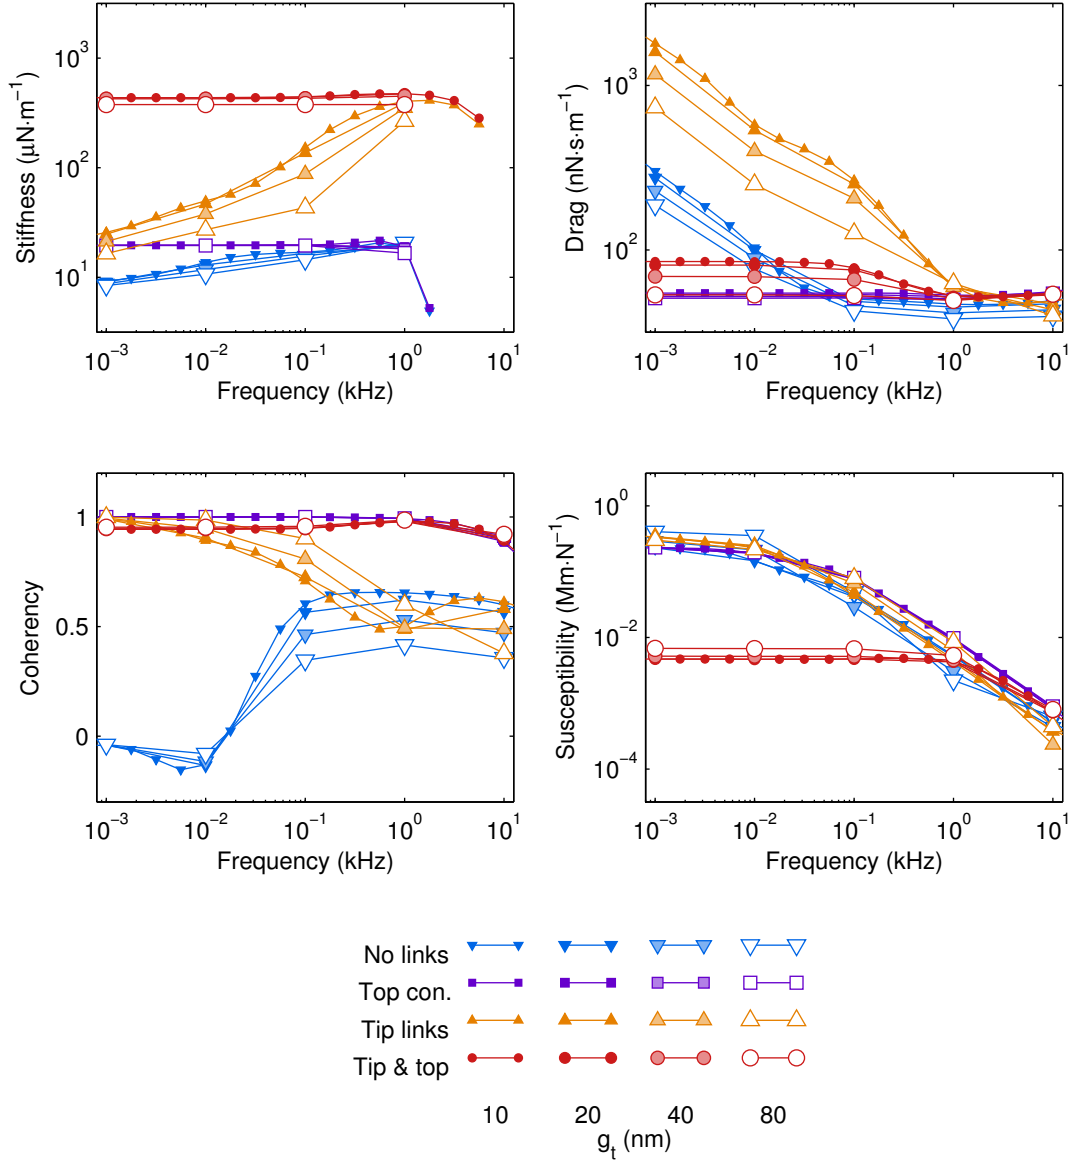 Stiffness (μN·m⁻¹)
10³
10²
10¹
10⁻³ 10⁻² 10⁻¹ 10⁰ 10¹
Frequency (kHz)
Drag (nN·s·m⁻¹)
10³
10²
10⁻³ 10⁻² 10⁻¹ 10⁰ 10¹
Frequency (kHz)
Coherency
1
0.5
0
10⁻³ 10⁻² 10⁻¹ 10⁰ 10¹
Frequency (kHz)
Susceptibility (Mm·N⁻¹)
10⁰
10⁻²
10⁻⁴
10⁻³ 10⁻² 10⁻¹ 10⁰ 10¹
Frequency (kHz)
No links
Top con.
Tip links
Tip & top
10 20 40 80
gₜ (nm)